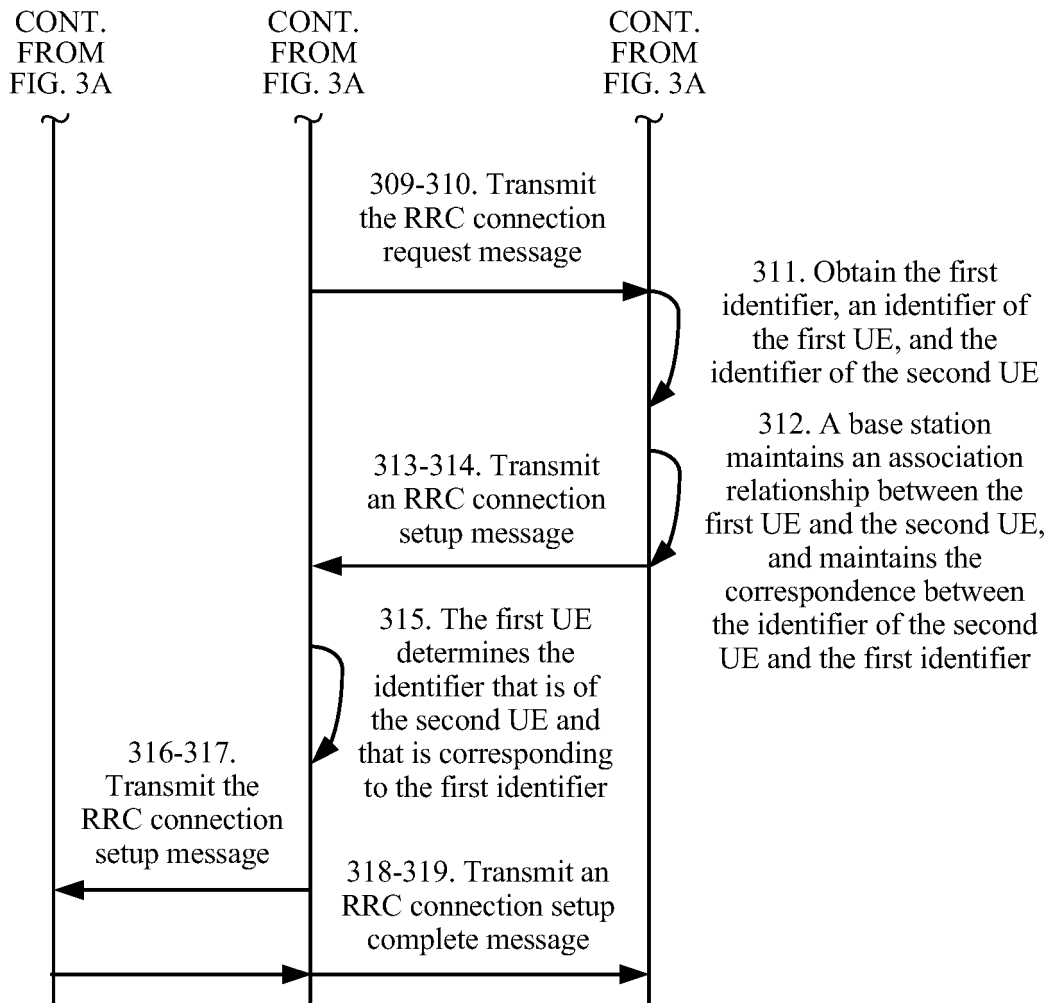 CONT.
FROM
FIG. 3A
CONT.
FROM
FIG. 3A
CONT.
FROM
FIG. 3A
309-310. Transmit
the RRC connection
request message
311. Obtain the first
identifier, an identifier of
the first UE, and the
identifier of the second UE
312. A base station
maintains an association
relationship between the
first UE and the second UE,
and maintains the
correspondence between
the identifier of the second
UE and the first identifier
313-314. Transmit
an RRC connection
setup message
315. The first UE
determines the
identifier that is of
the second UE and
that is corresponding
to the first identifier
316-317.
Transmit the
RRC connection
setup message
318-319. Transmit an
RRC connection setup
complete message